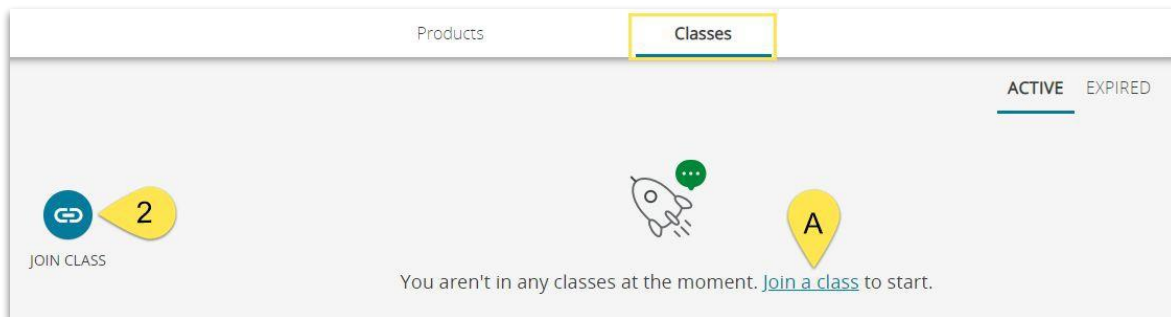 Products Classes
ACTIVE EXPIRED
2
JOIN CLASS
A
You aren't in any classes at the moment. Join a class to start.